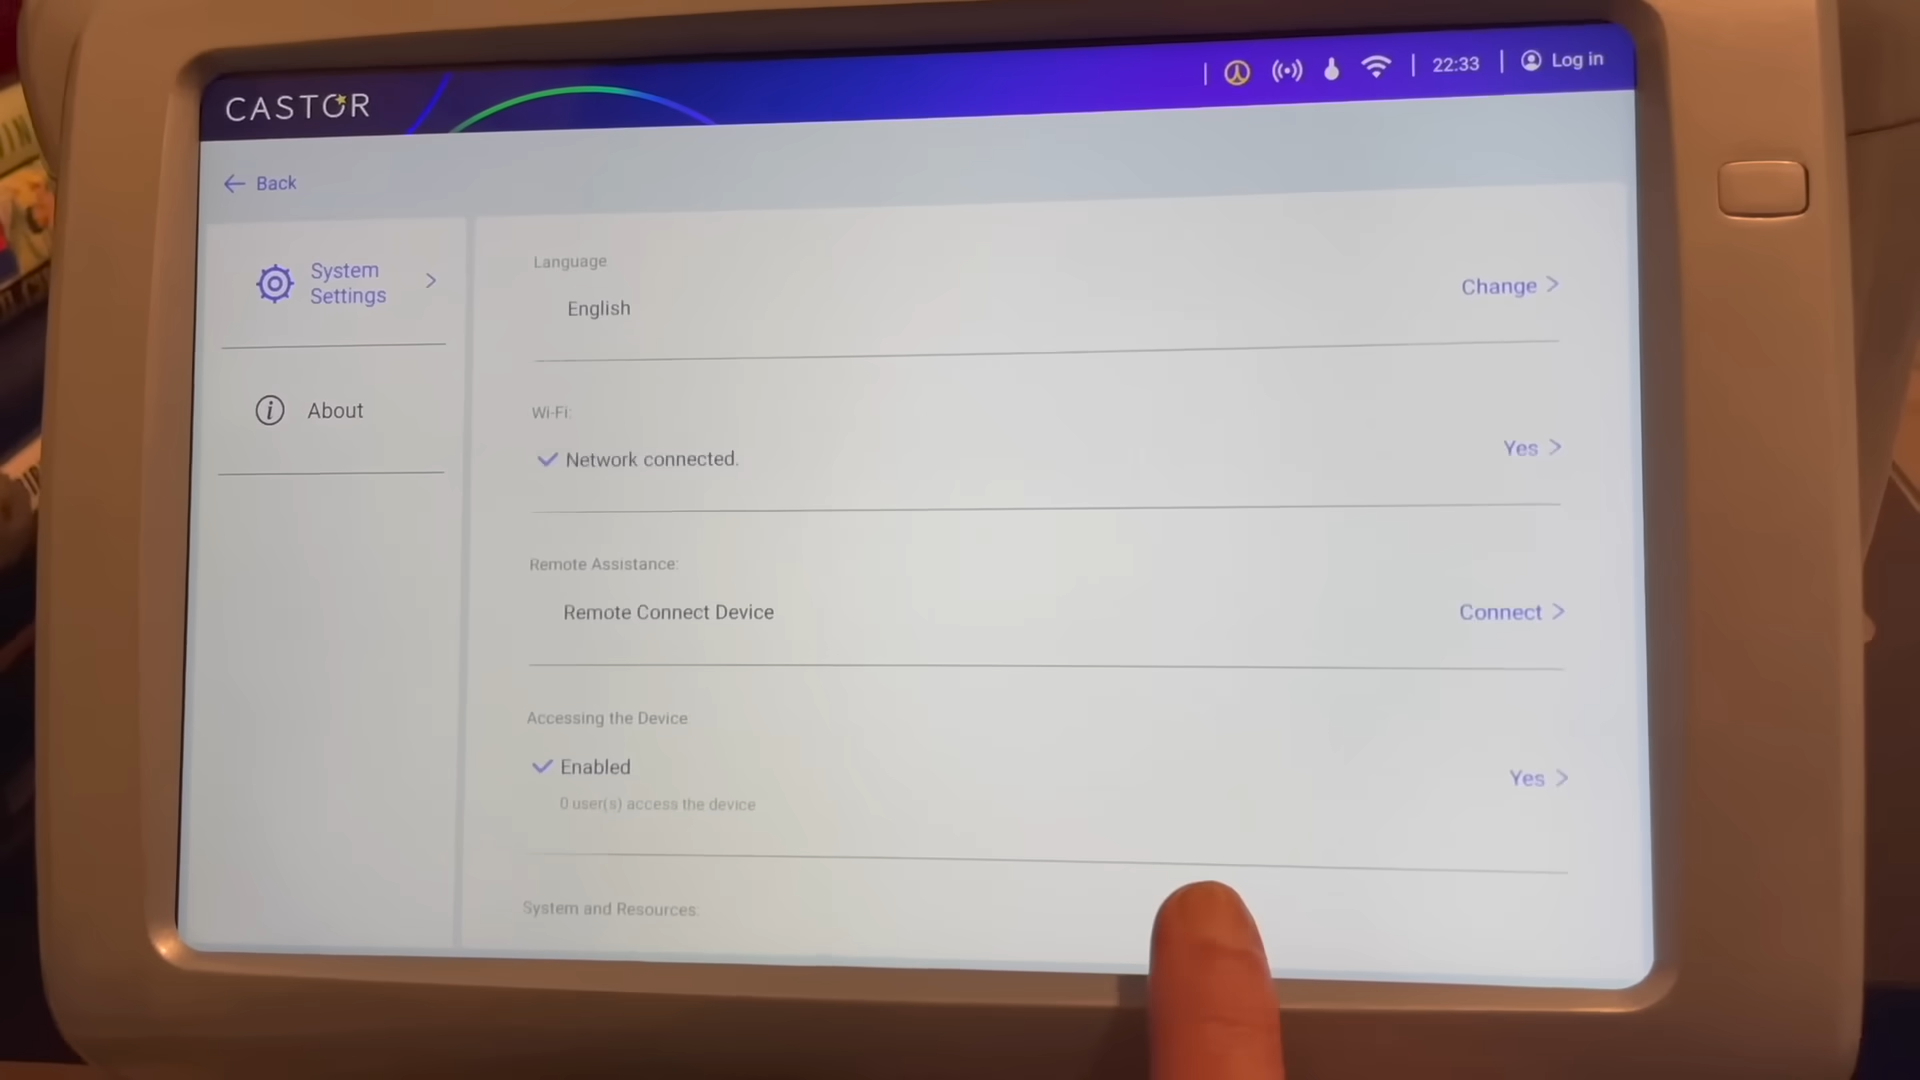 CASTOR
22:33
Log in
Back
System
Settings
About
Language
English
Change
Wi-Fi:
Network connected.
Yes
Remote Assistance:
Remote Connect Device
Connect
Accessing the Device
Enabled
0 user(s) access the device
Yes
System and Resources: